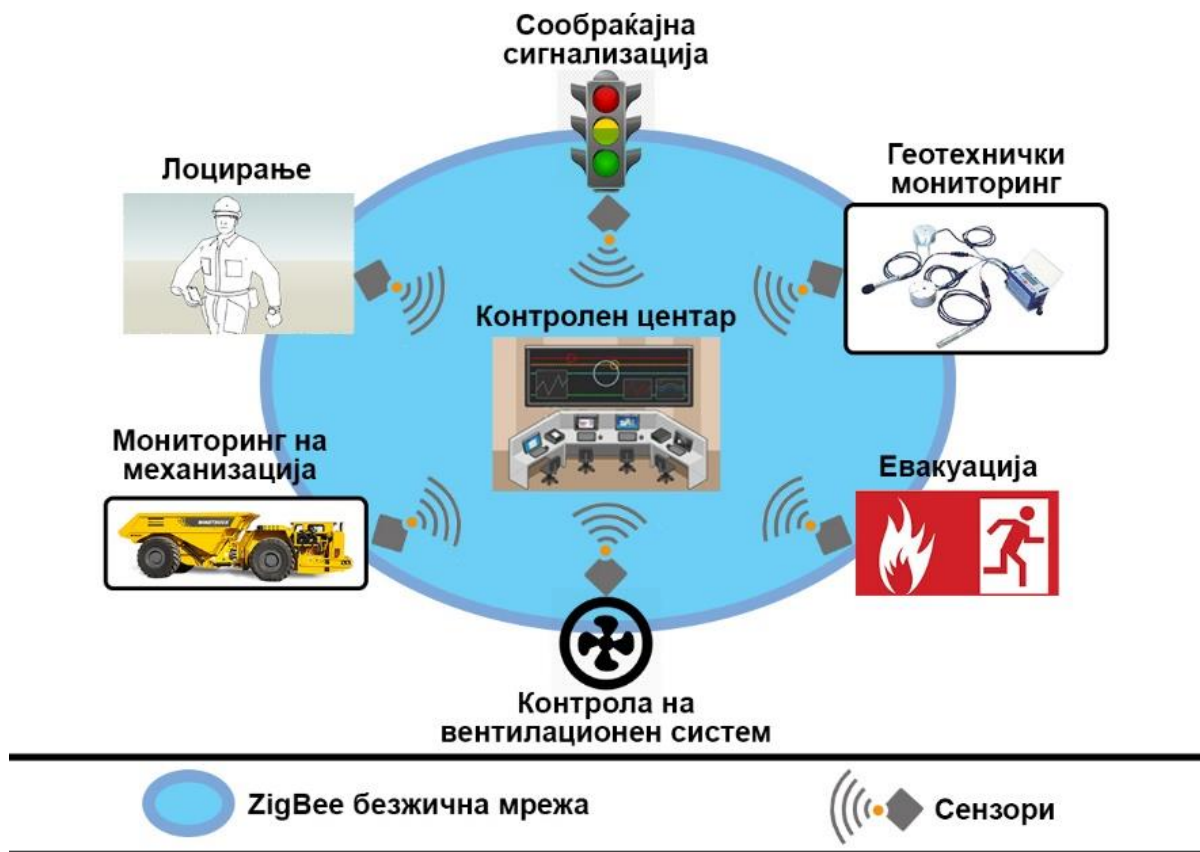 Сообраќајна
сигнализација
Лоцирање
Геотехнички
мониторинг
Контролен центар
Мониторинг на
механизација
Евакуација
Контрола на
вентилационен систем
ZigBee безжична мрежа
Сензори